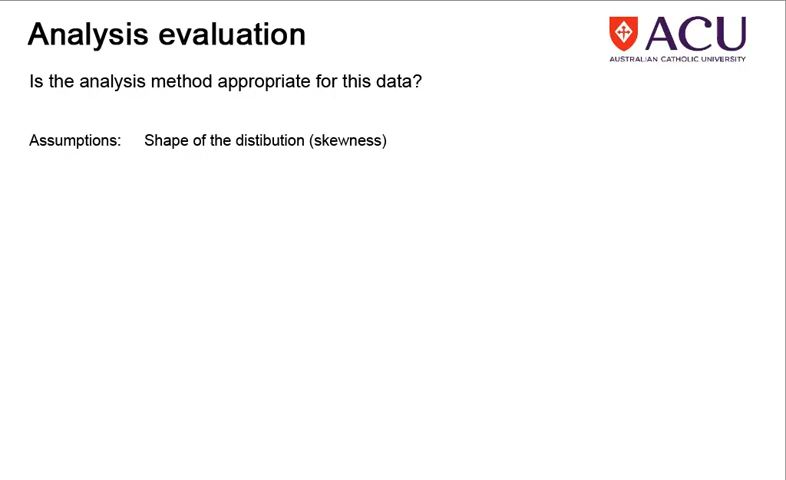 Analysis evaluation
ACU
AUSTRALIAN CATHOLIC UNIVERSITY
Is the analysis method appropriate for this data?
Assumptions: Shape of the distibution (skewness)